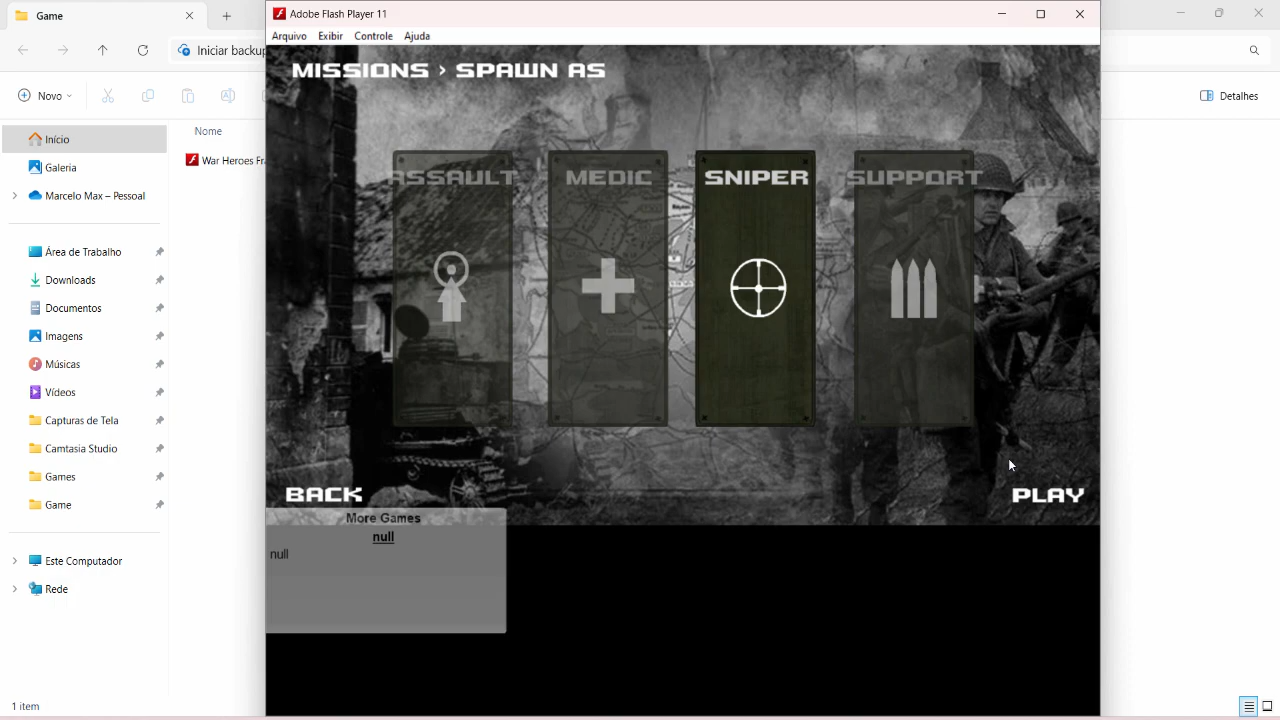 Game
Adobe Flash Player 11
Arquivo Exibir Controle Ajuda
Iniciar backup
Novo
Detalhes
MISSIONS > SPAWN AS
Início
Nome
Galeria
War Heroes Fra
Marcelo Max – Pessoal
ASSAULT MEDIC SNIPER SUPPORT
Área de Trabalho
Downloads
Documentos
Imagens
Músicas
Vídeos
Capturas de Tela
Camtasia Studio
Games
Game
BACK PLAY
More Games
null
null
Este Computador
Rede
1 item